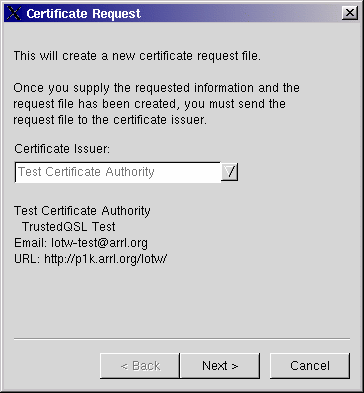 Certificate Request
This will create a new certificate request file.
Once you supply the requested information and the
request file has been created, you must send the
request file to the certificate issuer.
Certificate Issuer:
Test Certificate Authority
Test Certificate Authority
TrustedQSL Test
Email: lotw-test@arrl.org
URL: http://p1k.arrl.org/lotw/
< Back
Next >
Cancel